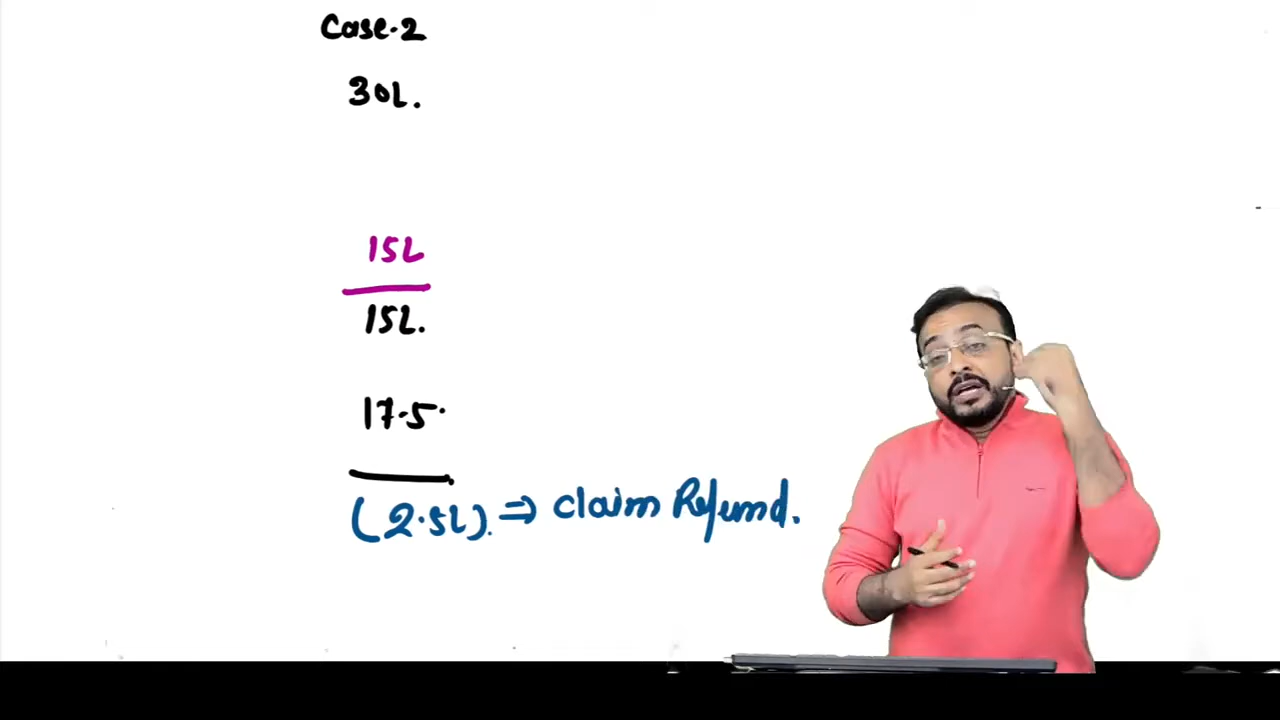 Case.2
30L.
15L
15L.
17.5.
(2.5L). ⇒ claim Refund.